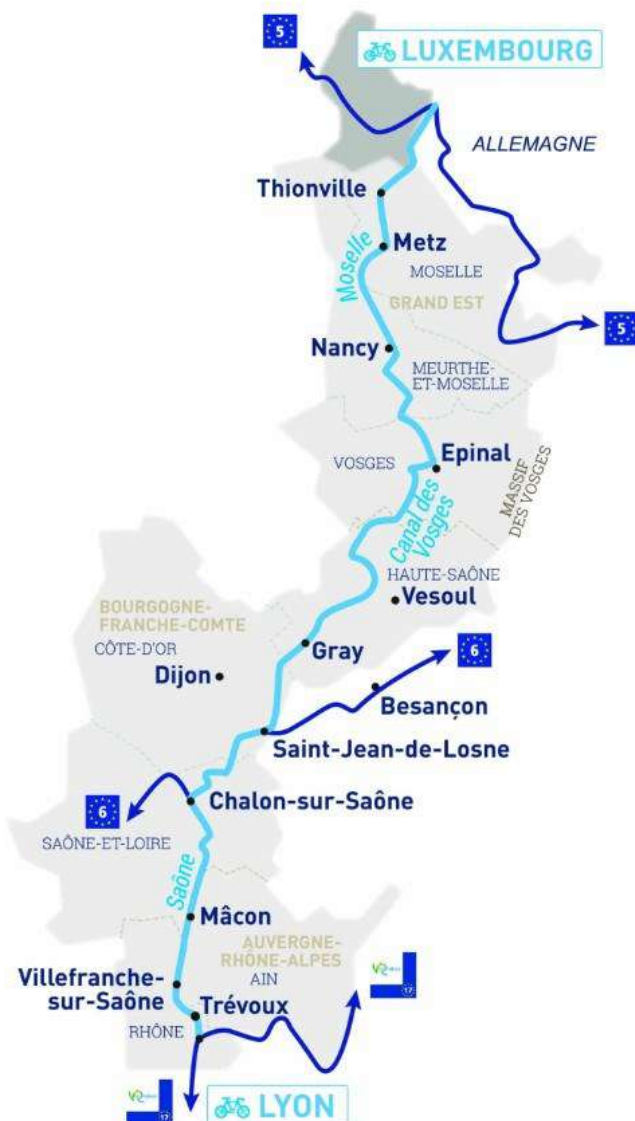 5
LUXEMBOURG
ALLEMAGNE
Thionville
Moselle
Metz
MOSELLE
GRAND EST
5
Nancy
MEURTHE-
ET-MOSELLE
VOSGES
Epinal
MASSIF
DES VOSGES
Canal des
Vosges
HAUTE-SAÔNE
Vesoul
BOURGOGNE-
FRANCHE-COMTE
CÔTE-D'OR
Gray
6
Dijon
Besançon
Saint-Jean-de-Losne
6
Chalon-sur-Saône
SAÔNE-ET-LOIRE
Saône
Mâcon
AUVERGNE-
RHÔNE-ALPES
AIN
Villefranche-
sur-Saône
17
Trévoux
RHÔNE
17
LYON